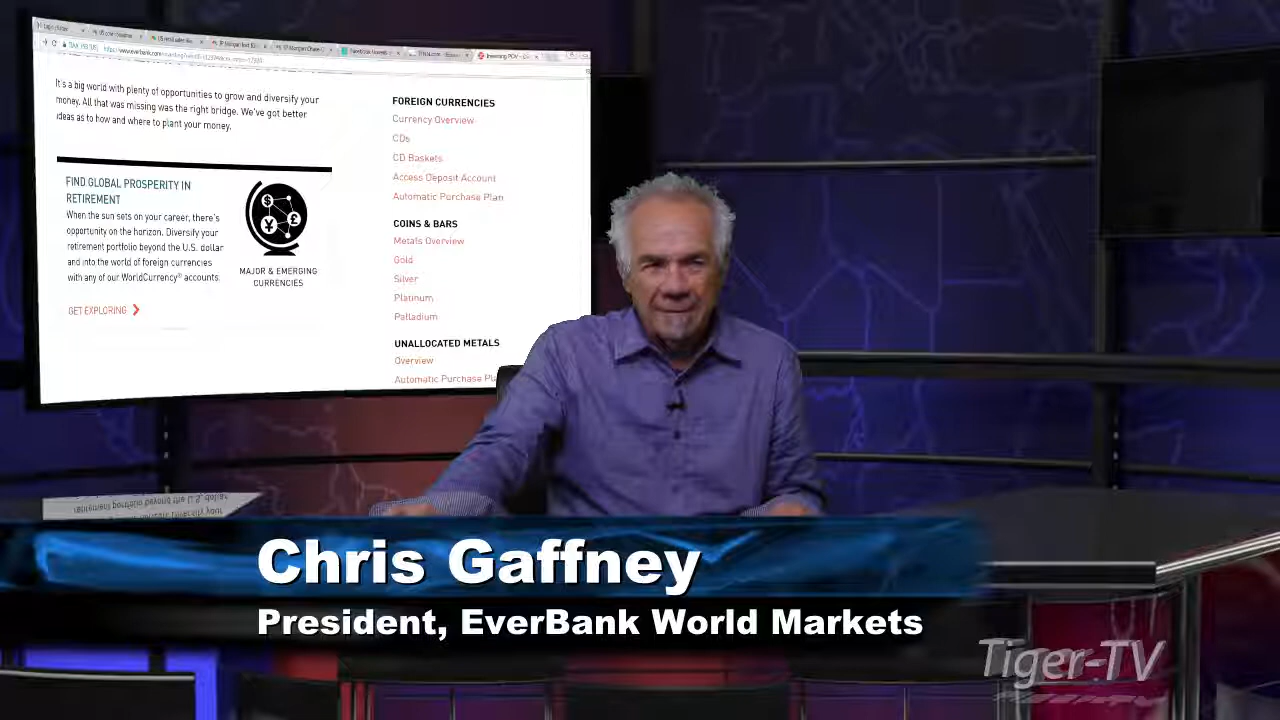 It's a big world with plenty of opportunities to grow and diversify your
money. All that was missing was the right bridge. We've got better
ideas as to how and where to plant your money.
FIND GLOBAL PROSPERITY IN
RETIREMENT
When the sun sets on your career, there's
opportunity on the horizon. Diversify your
retirement portfolio beyond the U.S. dollar
and into the world of foreign currencies
with any of our WorldCurrency® accounts.
GET EXPLORING
$
£
¥
MAJOR & EMERGING
CURRENCIES
FOREIGN CURRENCIES
Currency Overview
CDs
CD Baskets
Access Deposit Account
Automatic Purchase Plan
COINS & BARS
Metals Overview
Gold
Silver
Platinum
Palladium
UNALLOCATED METALS
Overview
Automatic Purchase
Chris Gaffney
President, EverBank World Markets
Tiger-TV